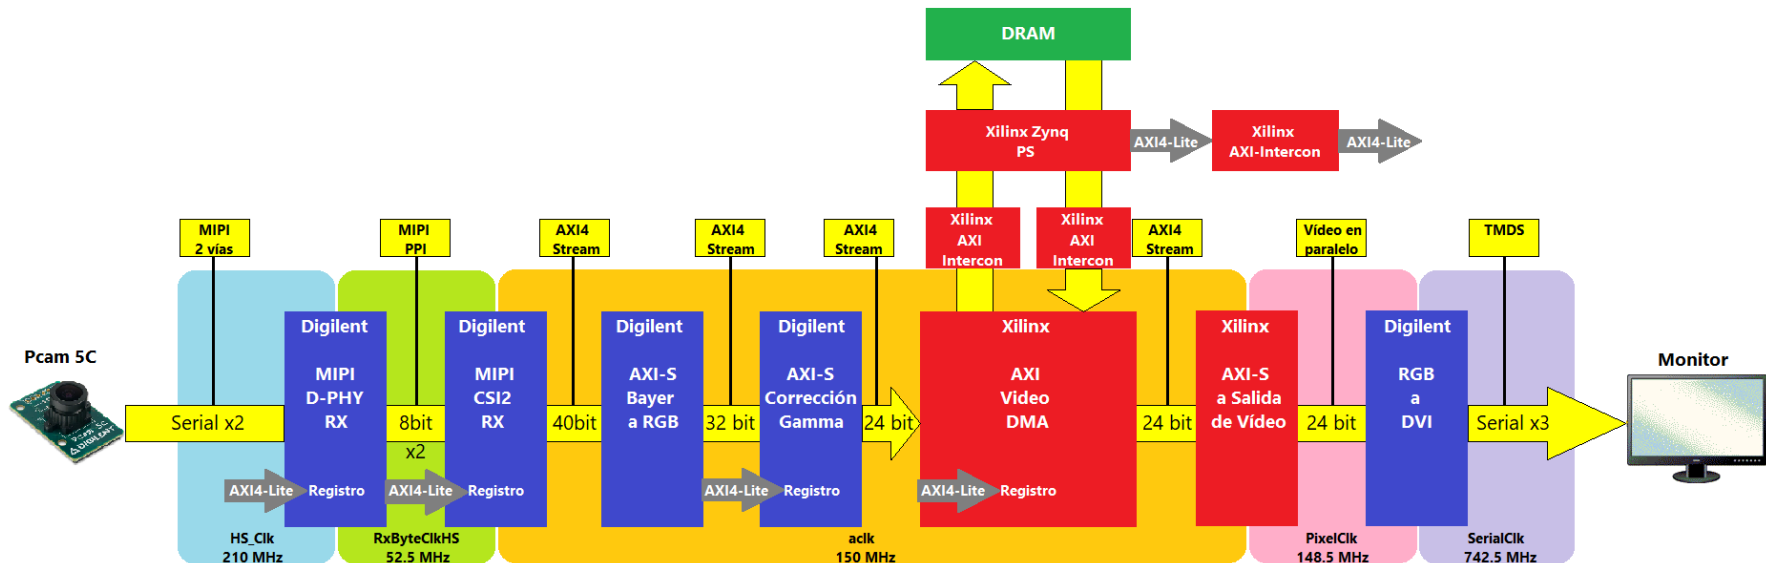 DRAM
Xilinx Zynq
PS
AXI4-Lite
Xilinx
AXI-Intercon
AXI4-Lite
MIPI
2 vías
MIPI
PPI
AXI4
Stream
AXI4
Stream
AXI4
Stream
Xilinx
AXI
Intercon
Xilinx
AXI
Intercon
AXI4
Stream
Vídeo en
paralelo
TMDS
Pcam 5C
Pcam 5C
DIGILENT
Serial x2
Digilent
MIPI
D-PHY
RX
AXI4-Lite
Registro
8bit
x2
Digilent
MIPI
CSI2
RX
AXI4-Lite
Registro
40bit
Digilent
AXI-S
Bayer
a RGB
32 bit
Digilent
AXI-S
Corrección
Gamma
AXI4-Lite
Registro
24 bit
Xilinx
AXI
Video
DMA
AXI4-Lite
Registro
24 bit
Xilinx
AXI-S
a Salida
de Vídeo
24 bit
Digilent
RGB
a
DVI
Serial x3
Monitor
HS_Clk
210 MHz
RxByteClkHS
52.5 MHz
aclk
150 MHz
PixelClk
148.5 MHz
SerialClk
742.5 MHz